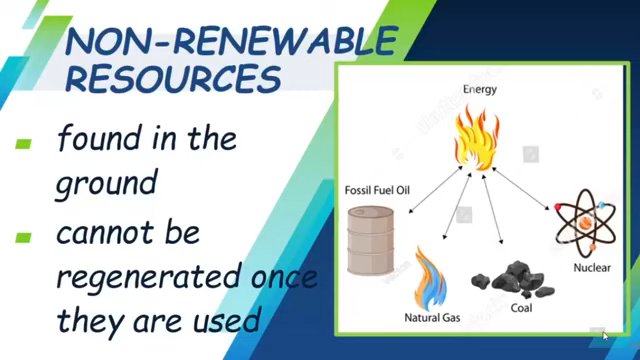 NON-RENEWABLE
RESOURCES
found in the
ground
cannot be
regenerated once
they are used
Energy
Fossil Fuel Oil
Natural Gas
Coal
Nuclear